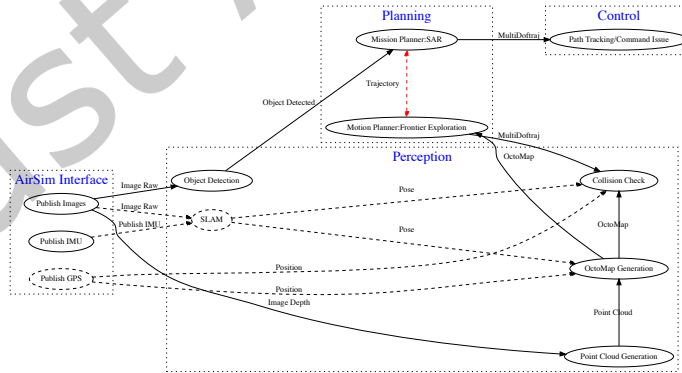 Planning
Control
Mission Planner:SAR
MultiDoftraj
Path Tracking/Command Issue
Trajectory
Object Detected
Motion Planner:Frontier Exploration
MultiDoftraj
OctoMap
Perception
AirSim Interface
Image Raw
Object Detection
Collision Check
Publish Images
Image Raw
Pose
SLAM
Publish IMU
OctoMap
Publish IMU
Pose
Position
OctoMap Generation
Publish GPS
Position
Image Depth
Point Cloud
Point Cloud Generation